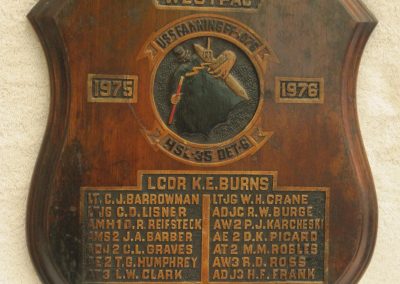 WESTPAC
USS FANNING FF-1076
1975
1976
HSL-35 DET-6
LCDR K.E. BURNS
LT. C.J. BARROWMAN
LTJG C.D. LISNER
AMH1 D.R. REIFSTECK
AMS2 J.A. BARBER
ADJ2 C.L. GRAVES
AE2 T.G. HUMPHREY
AT3 L.W. CLARK
LTJG W.H. CRANE
ADJC R.W. BURGE
AW2 P.J. KARCHESKI
AE 2 D.K. PICARD
AT2 M.M. ROBLES
AW3 R.D. ROSS
ADJ3 H.F. FRANK